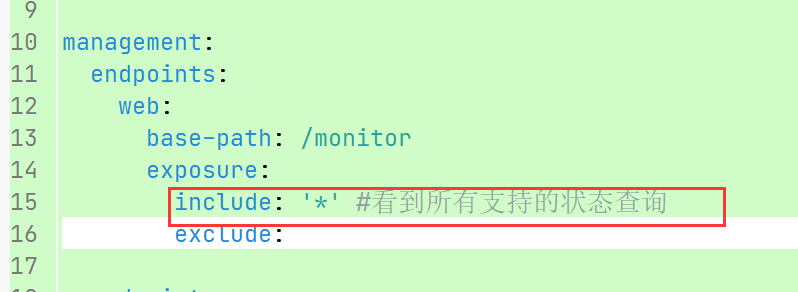 9
10 management:
11 endpoints:
12 web:
13 base-path: /monitor
14 exposure:
15 include: '*' #看到所有支持的状态查询
16 exclude:
17